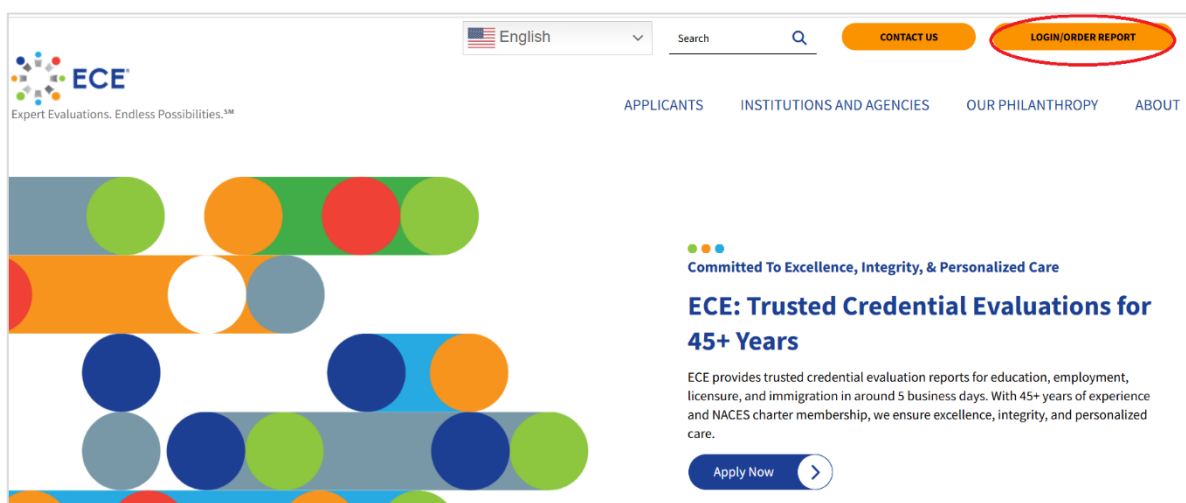 English
Search
CONTACT US
LOGIN/ORDER REPORT
ECE®
Expert Evaluations. Endless Possibilities.℠
APPLICANTS INSTITUTIONS AND AGENCIES OUR PHILANTHROPY ABOUT
Committed To Excellence, Integrity, & Personalized Care
ECE: Trusted Credential Evaluations for
45+ Years
ECE provides trusted credential evaluation reports for education, employment,
licensure, and immigration in around 5 business days. With 45+ years of experience
and NACES charter membership, we ensure excellence, integrity, and personalized
care.
Apply Now